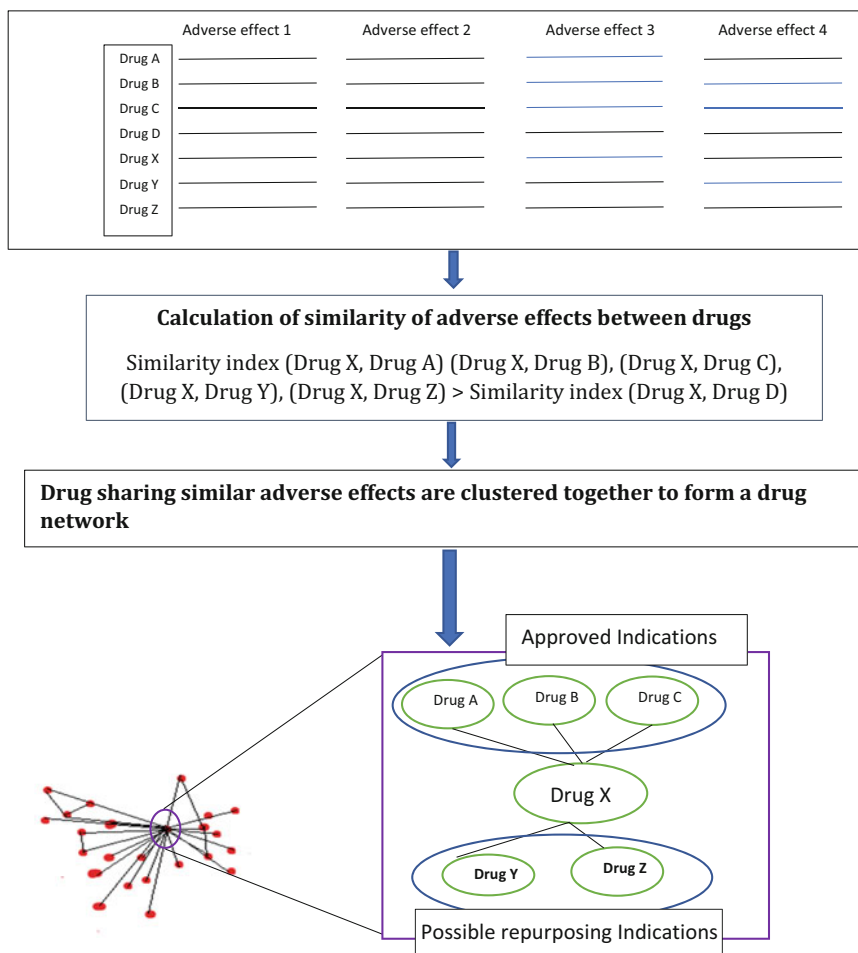 Adverse effect 1 Adverse effect 2 Adverse effect 3 Adverse effect 4
Drug A
Drug B
Drug C
Drug D
Drug X
Drug Y
Drug Z
Calculation of similarity of adverse effects between drugs
Similarity index (Drug X, Drug A) (Drug X, Drug B), (Drug X, Drug C),
(Drug X, Drug Y), (Drug X, Drug Z) > Similarity index (Drug X, Drug D)
Drug sharing similar adverse effects are clustered together to form a drug
network
Approved Indications
Drug A Drug B Drug C
Drug X
Drug Y Drug Z
Possible repurposing Indications